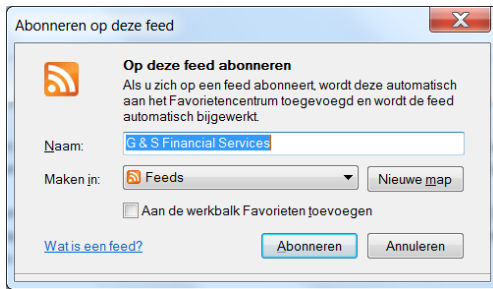 Abonneren op deze feed
Op deze feed abonneren
Als u zich op een feed abonneert, wordt deze automatisch
aan het Favorietencentrum toegevoegd en wordt de feed
automatisch bijgewerkt.
Naam:
G & S Financial Services
Maken in:
Feeds
Nieuwe map
Aan de werkbalk Favorieten toevoegen
Wat is een feed?
Abonneren
Annuleren